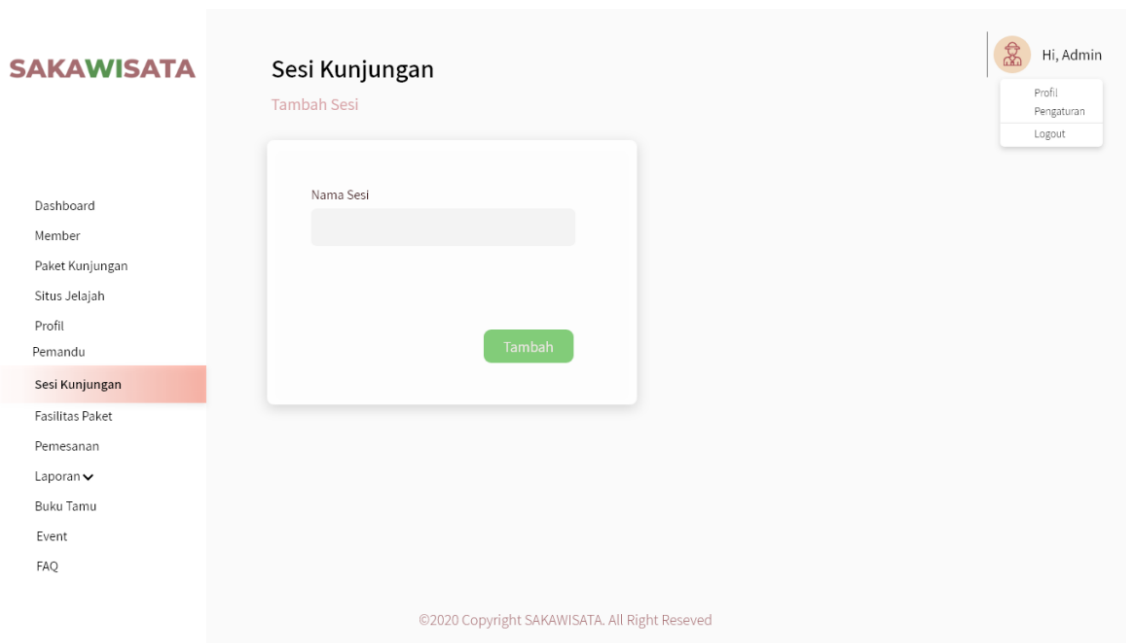 SAKAWISATA
Dashboard
Member
Paket Kunjungan
Situs Jelajah
Profil
Pemandu
Sesi Kunjungan
Fasilitas Paket
Pemesanan
Laporan
Buku Tamu
Event
FAQ
Sesi Kunjungan
Tambah Sesi
Nama Sesi
Tambah
Hi, Admin
Profil
Pengaturan
Logout
©2020 Copyright SAKAWISATA. All Right Reseved